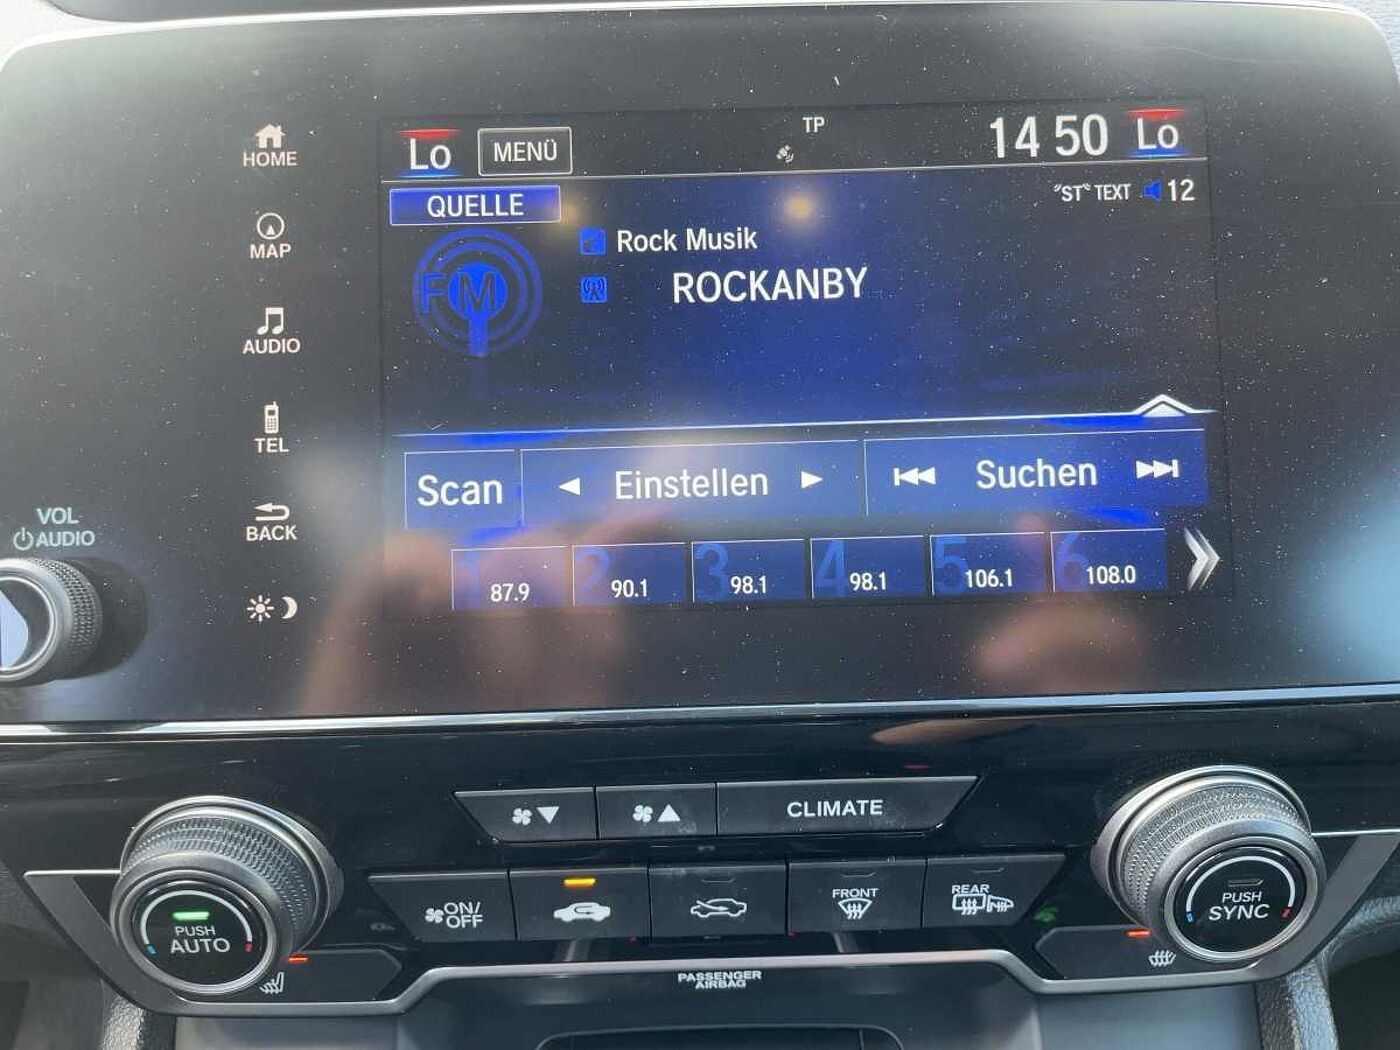 Lo MENÜ TP 14 50 Lo
HOME
QUELLE "ST" TEXT 12
MAP
Rock Musik
FM ROCKANBY
AUDIO
TEL
Scan Einstellen Suchen
BACK
VOL
AUDIO
1 87.9 2 90.1 3 98.1 4 98.1 5 106.1 6 108.0
CLIMATE
ON/
OFF
FRONT
REAR
PUSH
AUTO
PUSH
SYNC
PASSENGER
AIRBAG